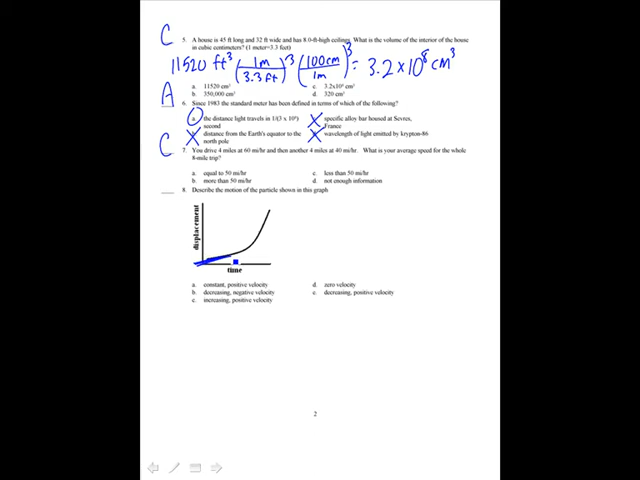 C
5. A house is 45 ft long and 32 ft wide and has 8.0-ft-high ceilings. What is the volume of the interior of the house
in cubic centimeters? (1 meter=3.3 feet)
11520 ft³ (1m / 3.3 ft)³ (100cm / 1m)³ = 3.2 × 10⁸ cm³
a. 11520 cm³ c. 3.2x10⁸ cm³
b. 350,000 cm³ d. 320 cm³
A
6. Since 1983 the standard meter has been defined in terms of which of the following?
a. the distance light travels in 1/(3 x 10⁸) specific alloy bar housed at Sevres,
second France
distance from the Earth's equator to the wavelength of light emitted by krypton-86
north pole
C
7. You drive 4 miles at 60 mi/hr and then another 4 miles at 40 mi/hr. What is your average speed for the whole
8-mile trip?
a. equal to 50 mi/hr c. less than 50 mi/hr
b. more than 50 mi/hr d. not enough information
8. Describe the motion of the particle shown in this graph
displacement
time
a. constant, positive velocity d. zero velocity
b. decreasing, negative velocity e. decreasing, positive velocity
c. increasing, positive velocity
2